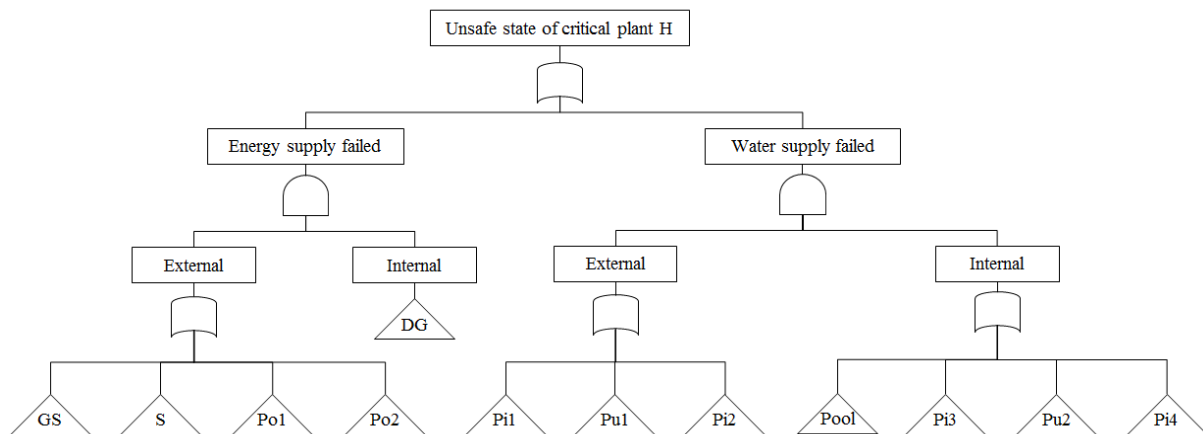 Unsafe state of critical plant H
Energy supply failed
Water supply failed
External
Internal
External
Internal
DG
GS
S
Po1
Po2
Pi1
Pu1
Pi2
Pool
Pi3
Pu2
Pi4